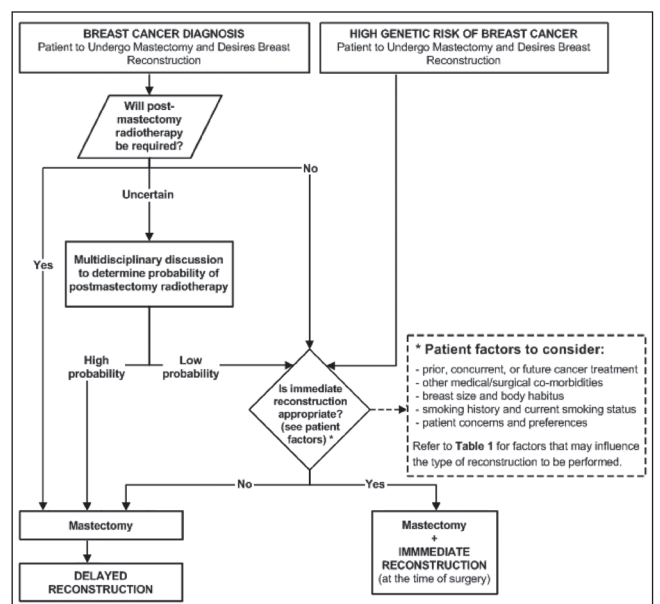 BREAST CANCER DIAGNOSIS
Patient to Undergo Mastectomy and Desires Breast
Reconstruction
HIGH GENETIC RISK OF BREAST CANCER
Patient to Undergo Mastectomy and Desires Breast
Reconstruction
Will post-
mastectomy
radiotherapy
be required?
No
Uncertain
Yes
Multidisciplinary discussion
to determine probability of
postmastectomy radiotherapy
High
probability
Low
probability
Is immediate
reconstruction
appropriate?
(see patient
factors) *
* Patient factors to consider:
- prior, concurrent, or future cancer treatment
- other medical/surgical co-morbidities
- breast size and body habitus
- smoking history and current smoking status
- patient concerns and preferences
Refer to Table 1 for factors that may influence
the type of reconstruction to be performed.
No
Yes
Mastectomy
DELAYED
RECONSTRUCTION
Mastectomy
+
IMMMEDIATE
RECONSTRUCTION
(at the time of surgery)